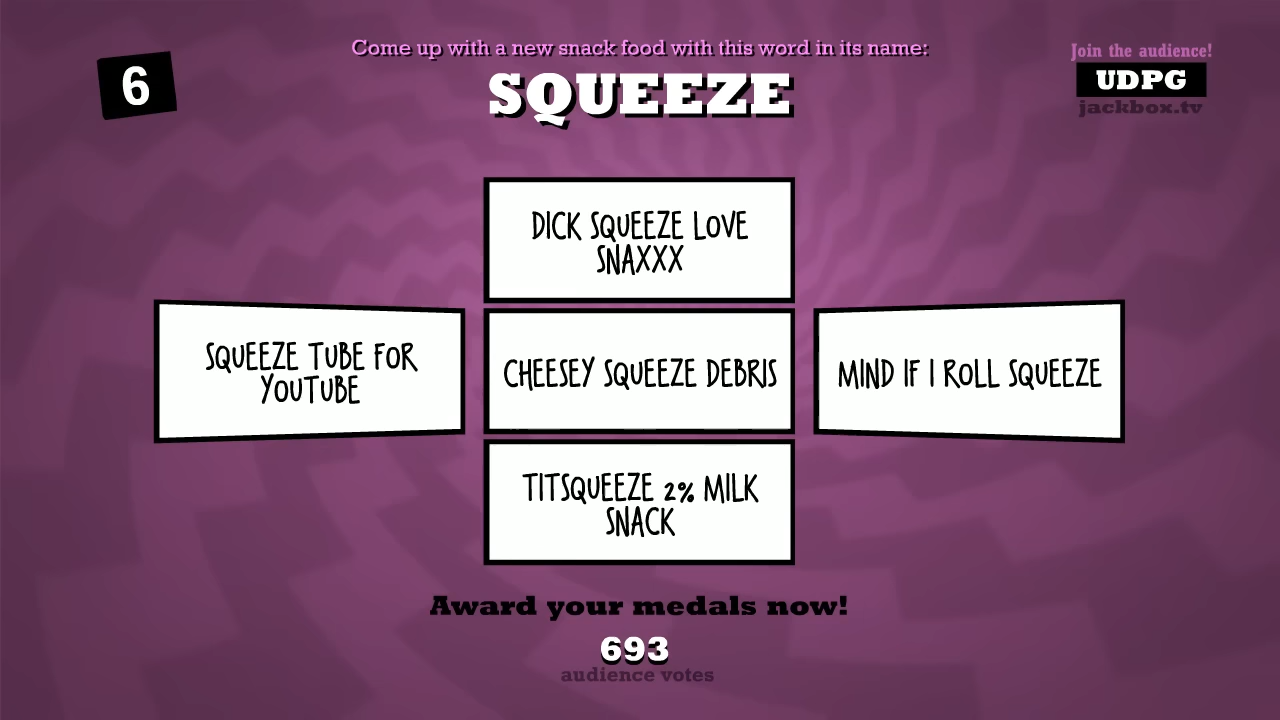 6
Come up with a new snack food with this word in its name:
SQUEEZE
Join the audience!
UDPG
jackbox.tv
DICK SQUEEZE LOVE
SNAXXX
SQUEEZE TUBE FOR
YOUTUBE
CHEESEY SQUEEZE DEBRIS
MIND IF I ROLL SQUEEZE
TITSQUEEZE 2% MILK
SNACK
Award your medals now!
693
audience votes